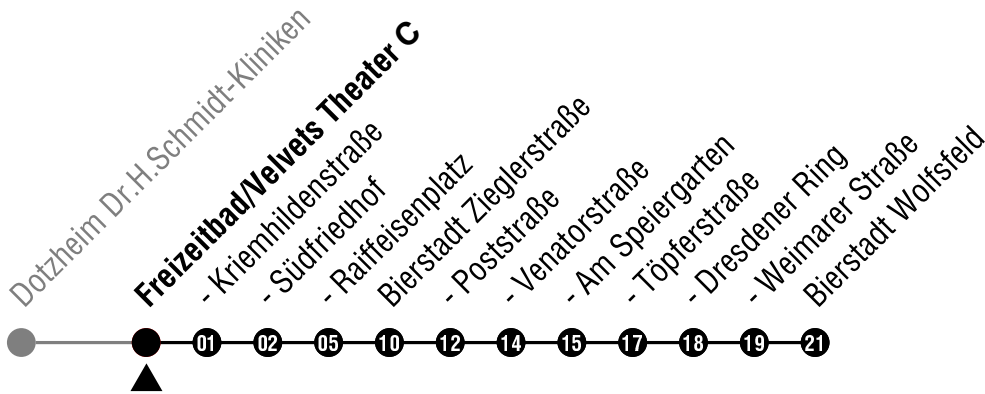 Dotzheim Dr.H.Schmidt-Kliniken
Freizeitbad/Velvets Theater C
- Kriemhildenstraße
- Südfriedhof
- Raiffeisenplatz
Bierstadt Zieglerstraße
- Poststraße
- Venatorstraße
- Am Speiergarten
- Töpferstraße
- Dresdener Ring
- Weimarer Straße
Bierstadt Wolfsfeld
01 02 05 10 12 14 15 17 18 19 21